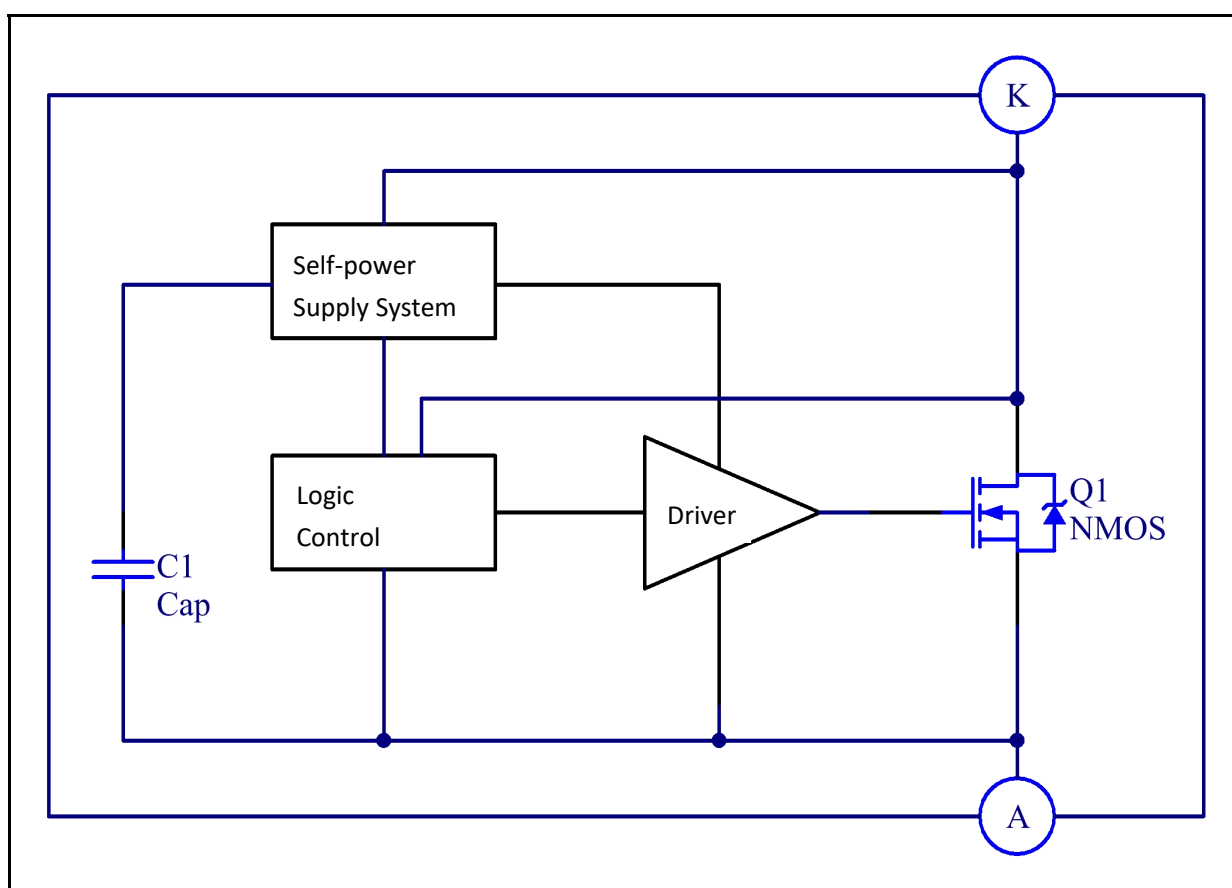 K
Self-power
Supply System
Logic
Control
Driver
Q1
NMOS
C1
Cap
A